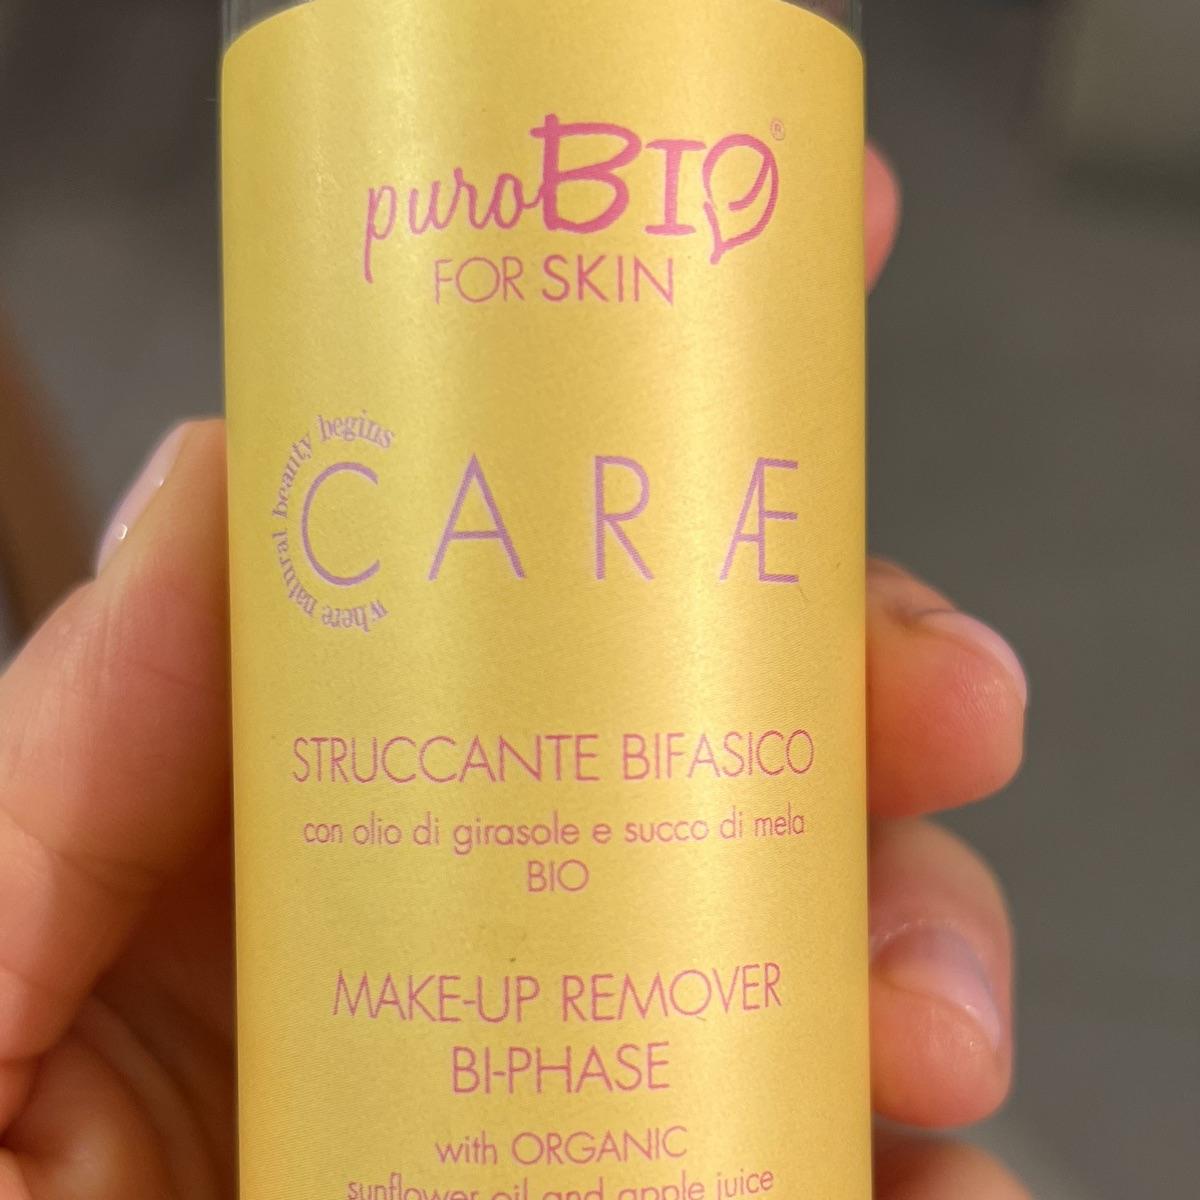 puroBIO®
FOR SKIN
where natural beauty begins
CARÆ
STRUCCANTE BIFASICO
con olio di girasole e succo di mela
BIO
MAKE-UP REMOVER
BI-PHASE
with ORGANIC
sunflower oil and apple juice